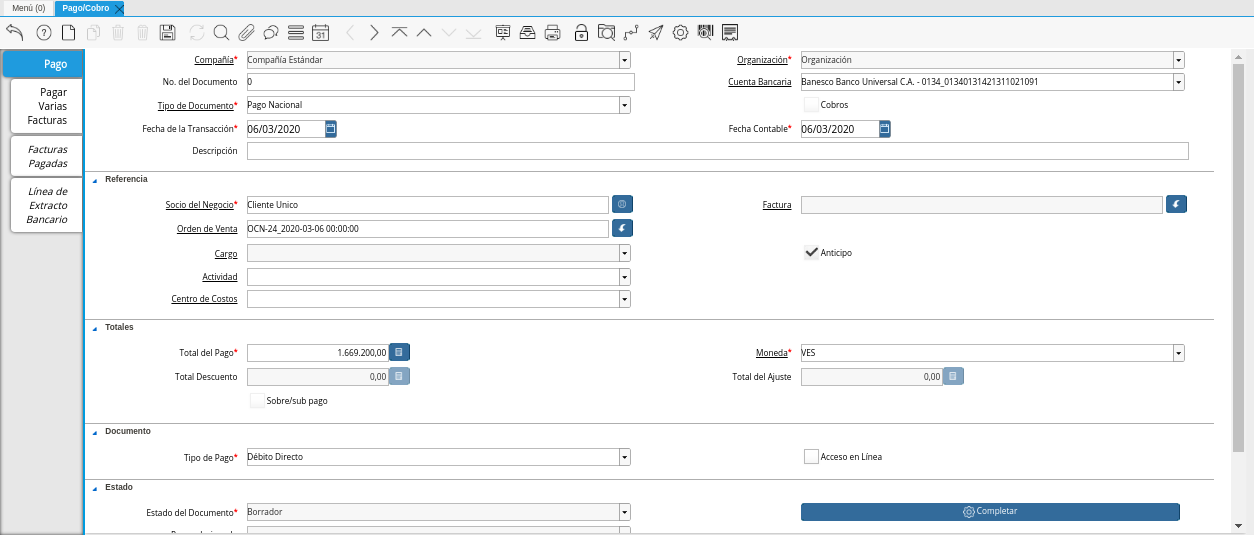 Menú (0) Pago/Cobro
31
Pago
Pagar Varias Facturas
Facturas Pagadas
Línea de Extracto Bancario
Compañía* Compañía Estándar Organización* Organización
No. del Documento 0 Cuenta Bancaria Banesco Banco Universal C.A. - 0134_01340131421311021091
Tipo de Documento* Pago Nacional Cobros
Fecha de la Transacción* 06/03/2020 Fecha Contable* 06/03/2020
Descripción
Referencia
Socio del Negocio* Cliente Unico Factura
Orden de Venta OCN-24_2020-03-06 00:00:00
Cargo Anticipo
Actividad
Centro de Costos
Totales
Total del Pago* 1.669.200,00 Moneda* VES
Total Descuento 0,00 Total del Ajuste 0,00
Sobre/sub pago
Documento
Tipo de Pago* Débito Directo Acceso en Línea
Estado
Estado del Documento* Borrador Completar